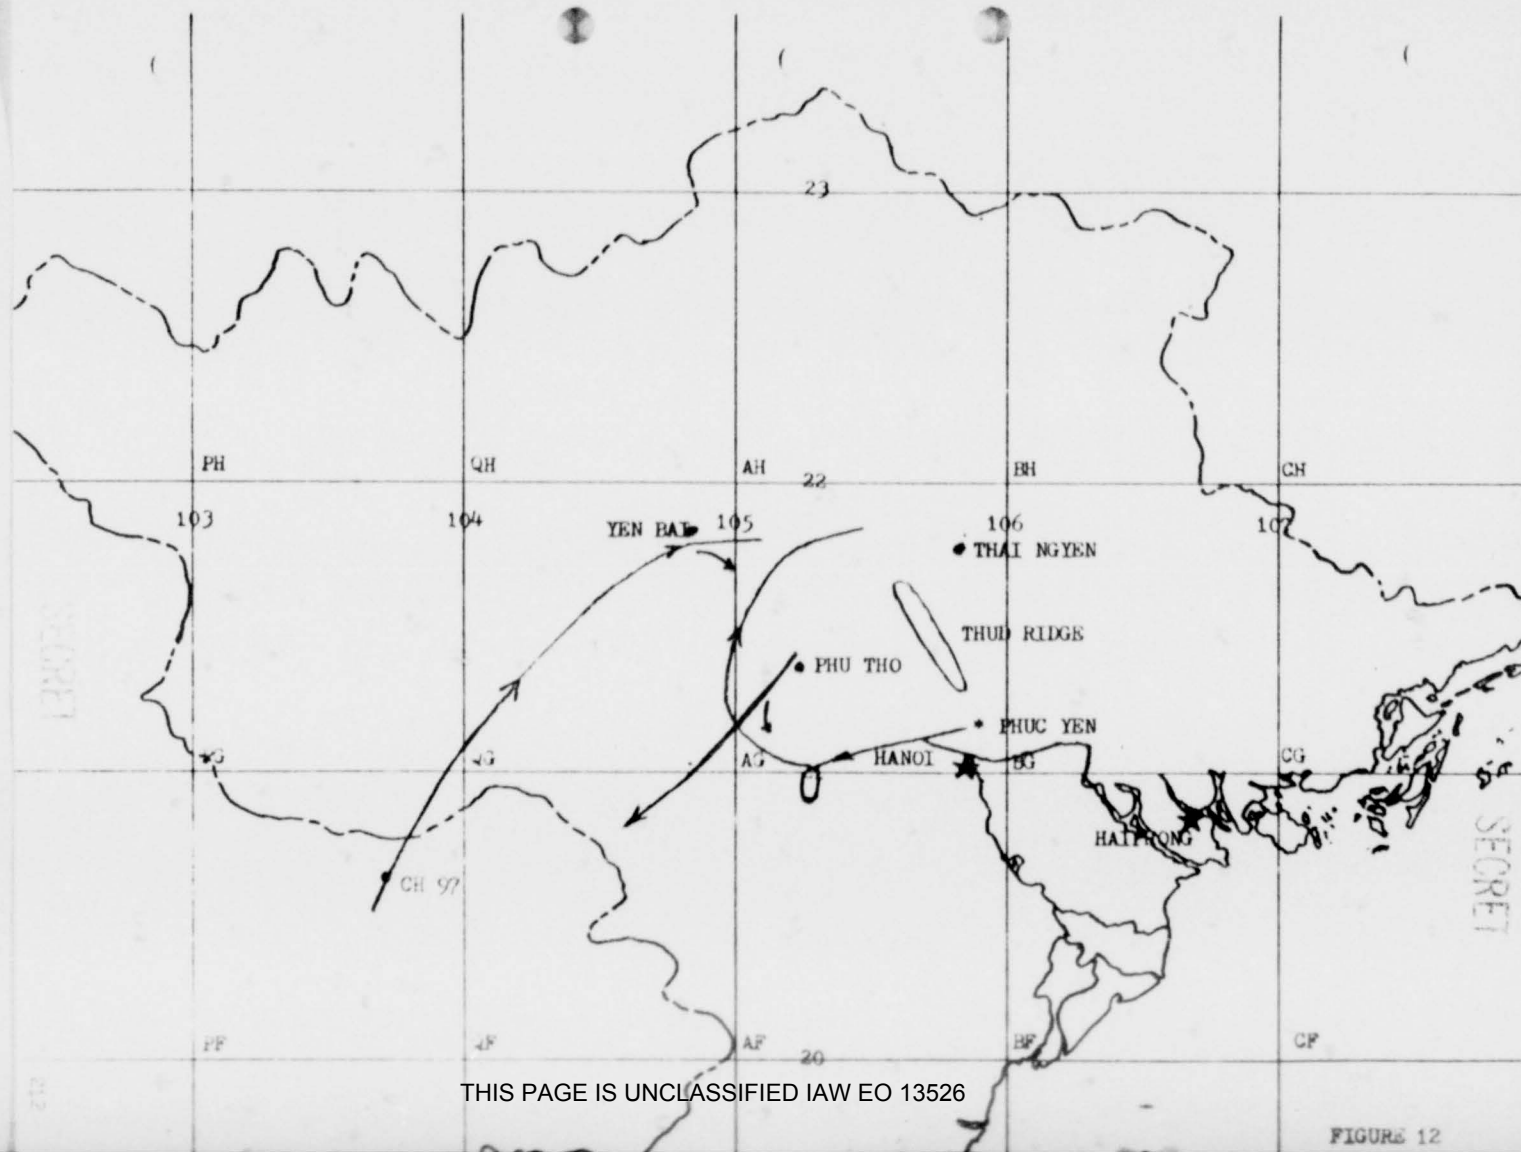 23
PH
QH
AH
22
BH
CH
103
104
YEN BAI
105
106
107
THAI NGYEN
THUD RIDGE
PHU THO
PHUC YEN
AG
HANOI
BG
CG
HAIPHONG
CH 97
SECRET
SECRET
PF
AF
20
BF
CF
THIS PAGE IS UNCLASSIFIED IAW EO 13526
FIGURE 12